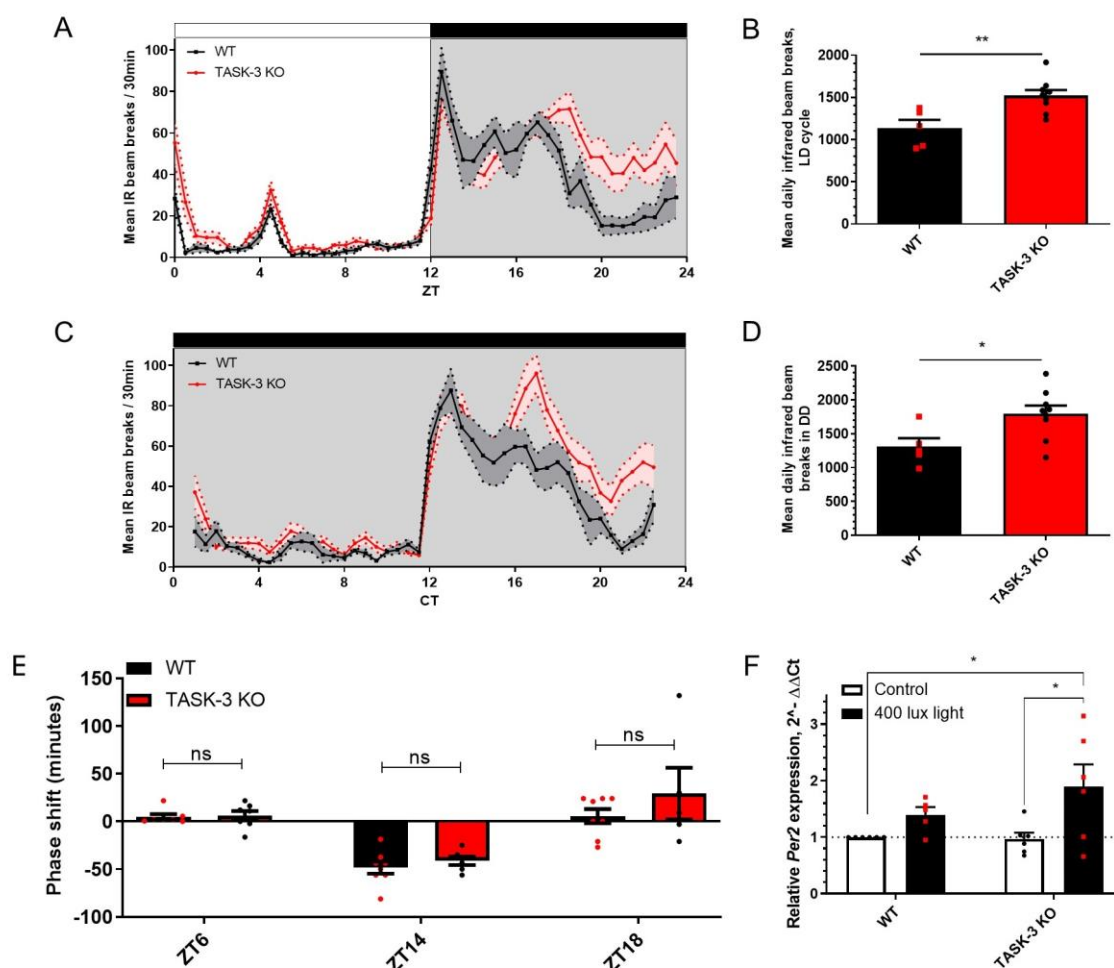 A
WT
TASK-3 KO
Mean IR beam breaks / 30min
100
80
60
40
20
0
0 4 8 12 16 20 24
ZT
B
**
Mean daily infrared beam breaks,
LD cycle
2000
1500
1000
500
0
WT
TASK-3 KO
C
WT
TASK-3 KO
Mean IR beam breaks / 30min
100
80
60
40
20
0
0 4 8 12 16 20 24
CT
D
*
Mean daily infrared beam
breaks in DD
2500
2000
1500
1000
500
0
WT
TASK-3 KO
E
WT
TASK-3 KO
Phase shift (minutes)
150
100
50
0
-50
-100
ns
ns
ns
ZT6
ZT14
ZT18
F
*
*
Control
400 lux light
Relative Per2 expression, 2^- ΔΔCt
3
2
1
0
WT
TASK-3 KO